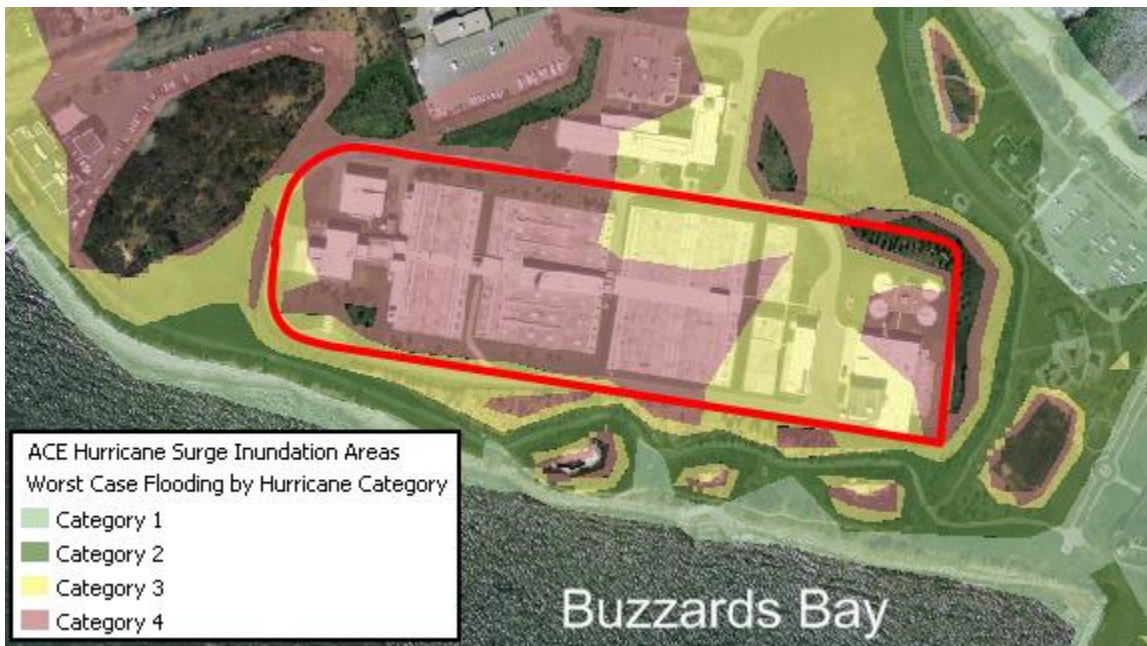 ACE Hurricane Surge Inundation Areas
Worst Case Flooding by Hurricane Category
Category 1
Category 2
Category 3
Category 4
Buzzards Bay